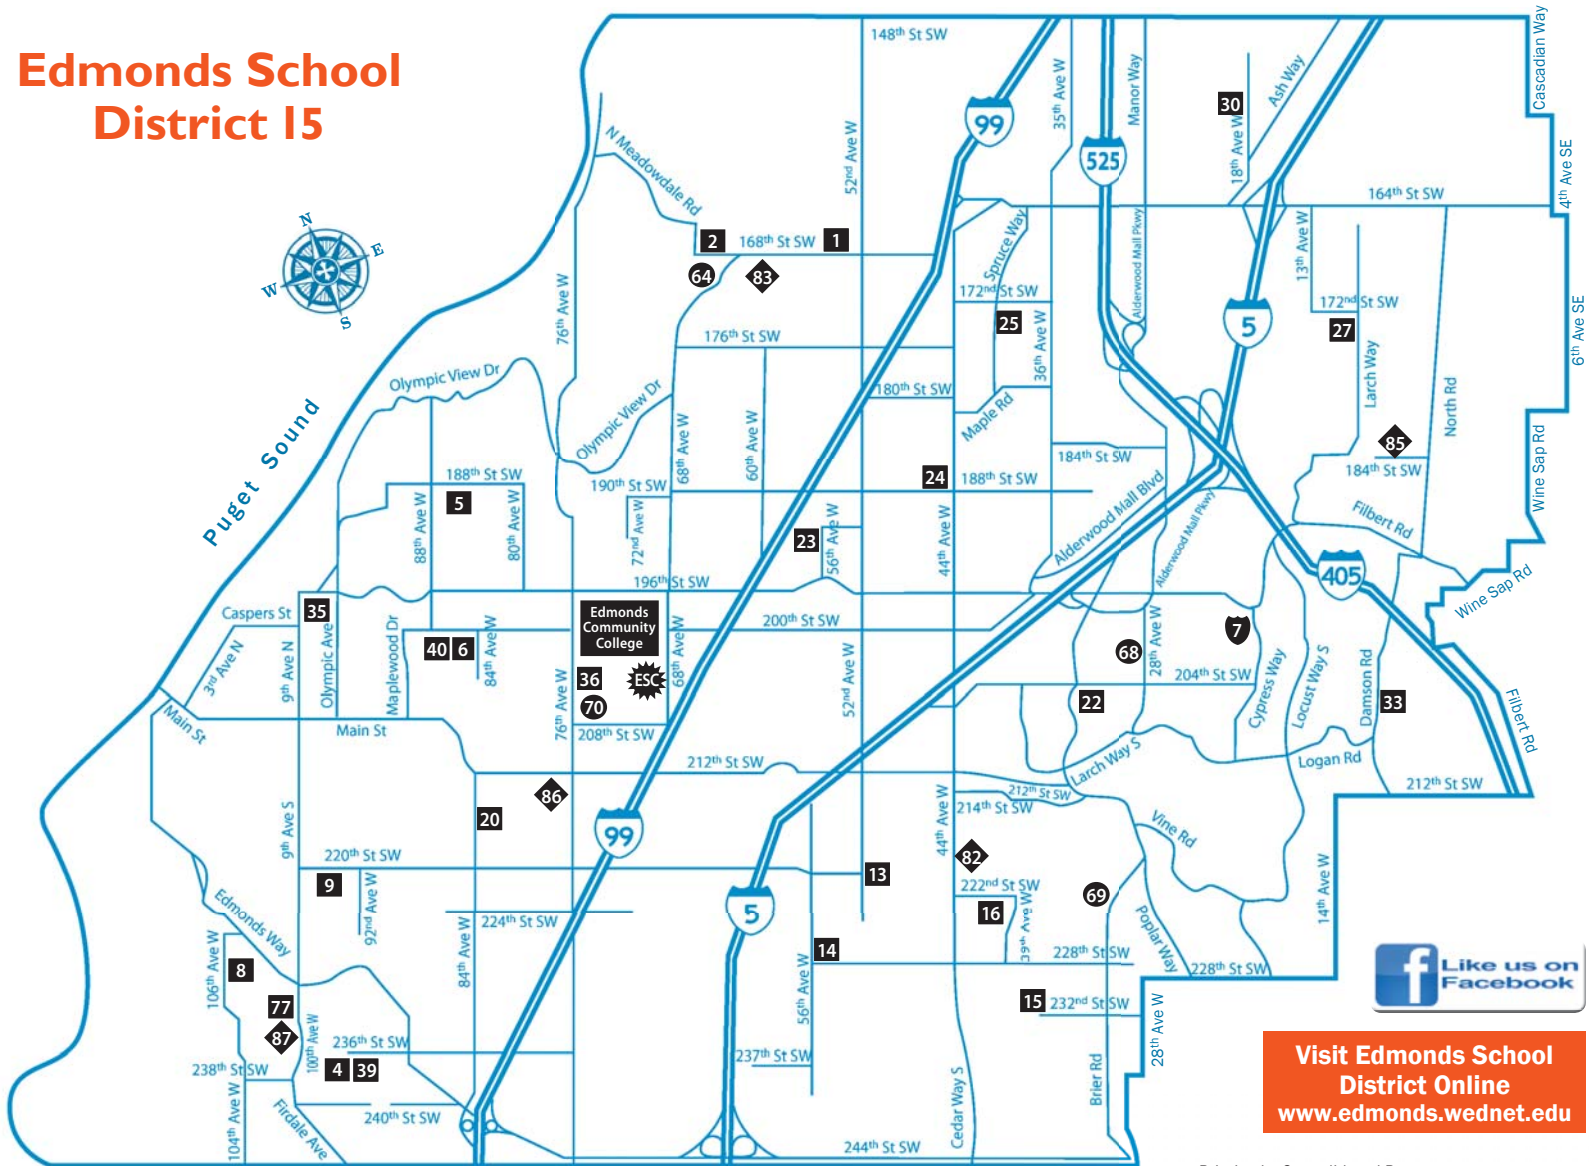 Edmonds School
District 15
N
E
S
W
Puget Sound
148th St SW
Cascadian Way
4th Ave SE
6th Ave SE
Wine Sap Rd
Wine Sap Rd
Filbert Rd
99
525
5
405
35th Ave W
Manor Way
30
18th Ave W
Ash Way
52nd Ave W
N Meadowdale Rd
164th St SW
2
168th St SW
1
64
83
Spruce Way
Alderwood Mall Pkwy
13th Ave W
172nd St SW
25
36th Ave W
172nd St SW
27
Larch Way
North Rd
76th Ave W
176th St SW
Olympic View Dr
Olympic View Dr
180th St SW
Maple Rd
68th Ave W
60th Ave W
85
184th St SW
184th St SW
188th St SW
5
190th St SW
24
188th St SW
88th Ave W
80th Ave W
72nd Ave W
23
56th Ave W
44th Ave W
Alderwood Mall Blvd
Alderwood Mall Pkwy
Filbert Rd
196th St SW
Caspers St
35
Edmonds
Community
College
200th St SW
3rd Ave N
9th Ave N
Olympic Ave
Maplewood Dr
40
6
84th Ave W
68th Ave W
36
ESC
70
76th Ave W
208th St SW
52nd Ave W
68
28th Ave W
7
204th St SW
22
Cypress Way
Locust Way S
Damson Rd
33
Main St
Main St
212th St SW
Larch Way S
Logan Rd
212th St SW
212th St SW
214th St SW
86
20
99
9th Ave S
44th Ave W
Vine Rd
220th St SW
9
92nd Ave W
13
82
222nd St SW
16
39th Ave W
69
14th Ave W
Edmonds Way
224th St SW
5
84th Ave W
14
228th St SW
Poplar Way
228th St SW
106th Ave W
8
77
87
100th Ave W
56th Ave W
15
232nd St SW
28th Ave W
236th St SW
4
39
237th St SW
238th St SW
104th Ave W
Firdale Ave
240th St SW
244th St SW
Cedar Way S
Brier Rd
f
Like us on
Facebook
Visit Edmonds School
District Online
www.edmonds.wednet.edu